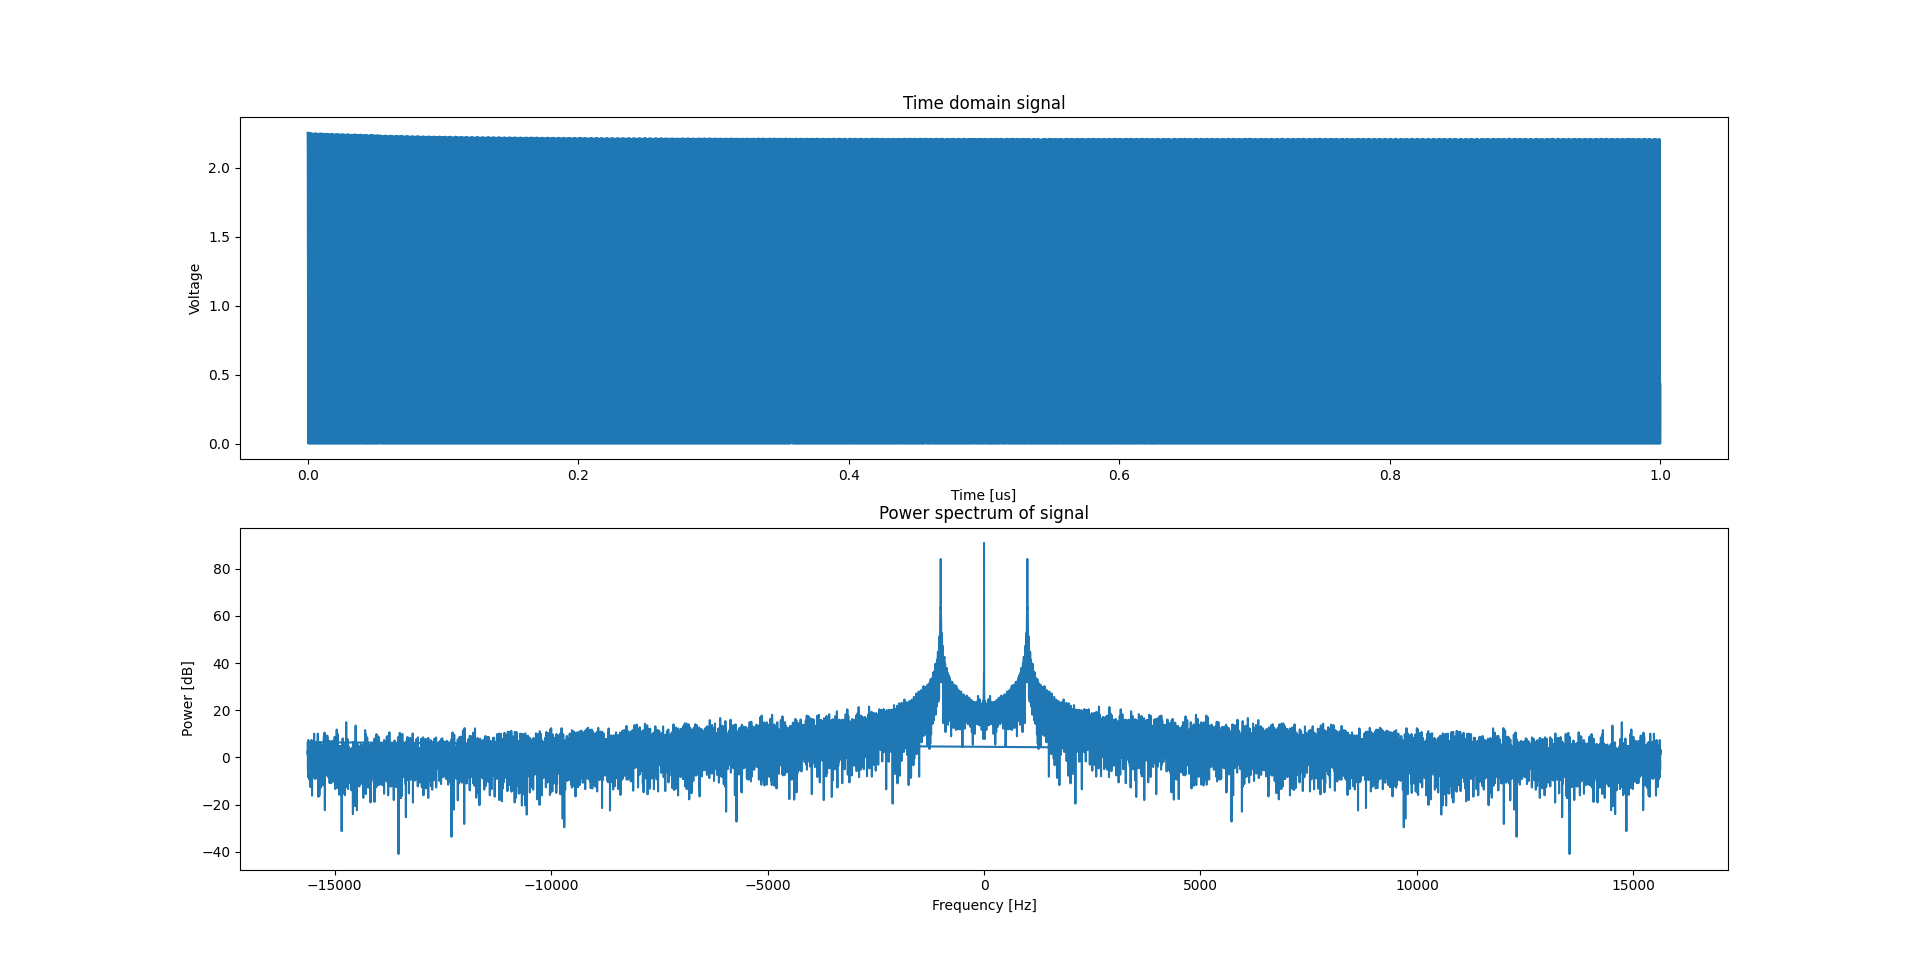 Time domain signal
2.0
1.5
1.0
0.5
0.0
Voltage
0.0 0.2 0.4 0.6 0.8 1.0
Time [us]
Power spectrum of signal
80
60
40
20
0
−20
−40
Power [dB]
−15000 −10000 −5000 0 5000 10000 15000
Frequency [Hz]